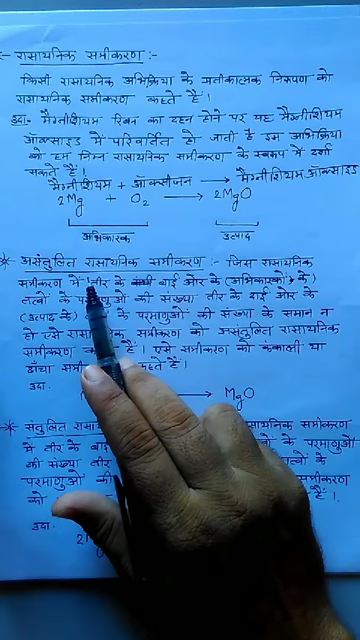 * रासायनिक समीकरण :-
किसी रासायनिक अभिक्रिया के प्रतीकात्मक निरूपण को
रासायनिक समीकरण कहते हैं।
उदा- मैग्नीशियम रिबन का दहन होने पर यह मैग्नीशियम
ऑक्साइड में परिवर्तित हो जाती है इस अभिक्रिया
को हम निम्न रासायनिक समीकरण के स्वरूप में दर्शा
सकते हैं।
मैग्नीशियम + ऑक्सीजन → मैग्नीशियम ऑक्साइड
2Mg + O₂ → 2MgO
अभिकारक उत्पाद
* असंतुलित रासायनिक समीकरण :- जिस रासायनिक
समीकरण में तीर के बाईं ओर के (अभिकारकों के)
तत्वों के परमाणुओं की संख्या तीर के दाईं ओर के
(उत्पाद के) के परमाणुओं की संख्या के समान न
हो ऐसे रासायनिक समीकरण को असंतुलित रासायनिक
समीकरण हैं। ऐसे समीकरण को कंकाली या
ढाँचा कहते हैं।
उदा. → MgO
* संतुलित समीकरण
में तीर के के परमाणुओं
की संख्या तीर तत्वों के
परमाणुओं की समीकरण
को हैं।
उदा.
2M